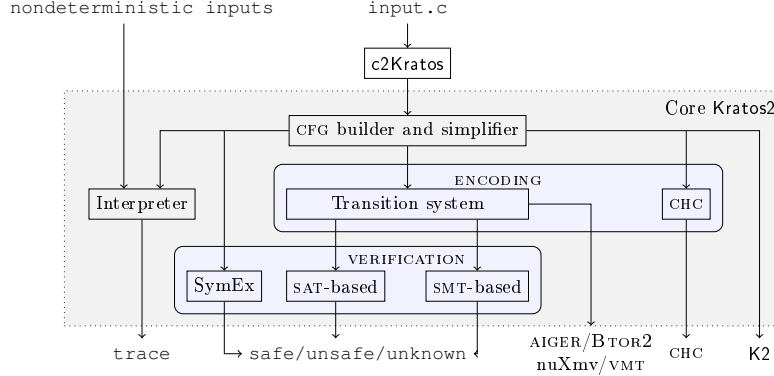 nondeterministic inputs
input.c
c2Kratos
Core Kratos2
CFG builder and simplifier
ENCODING
Interpreter
Transition system
CHC
VERIFICATION
SymEx
SAT-based
SMT-based
trace
safe/unsafe/unknown
AIGER/BTOR2
nuXmv/VMT
CHC
K2